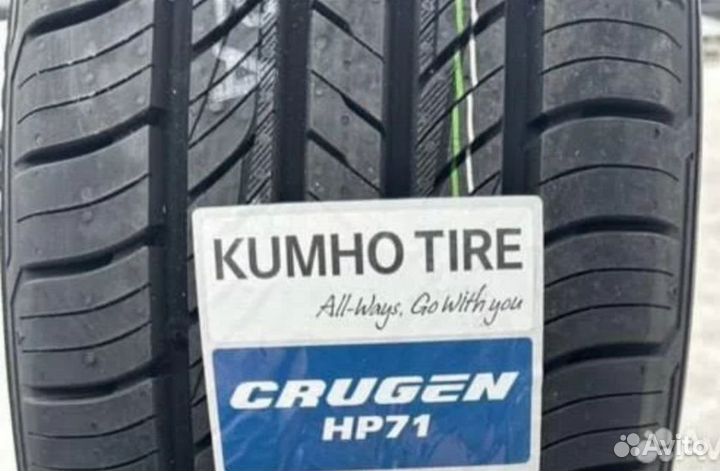 KUMHO TIRE
All-Ways, Go With you
CRUGEN
HP71
Avito